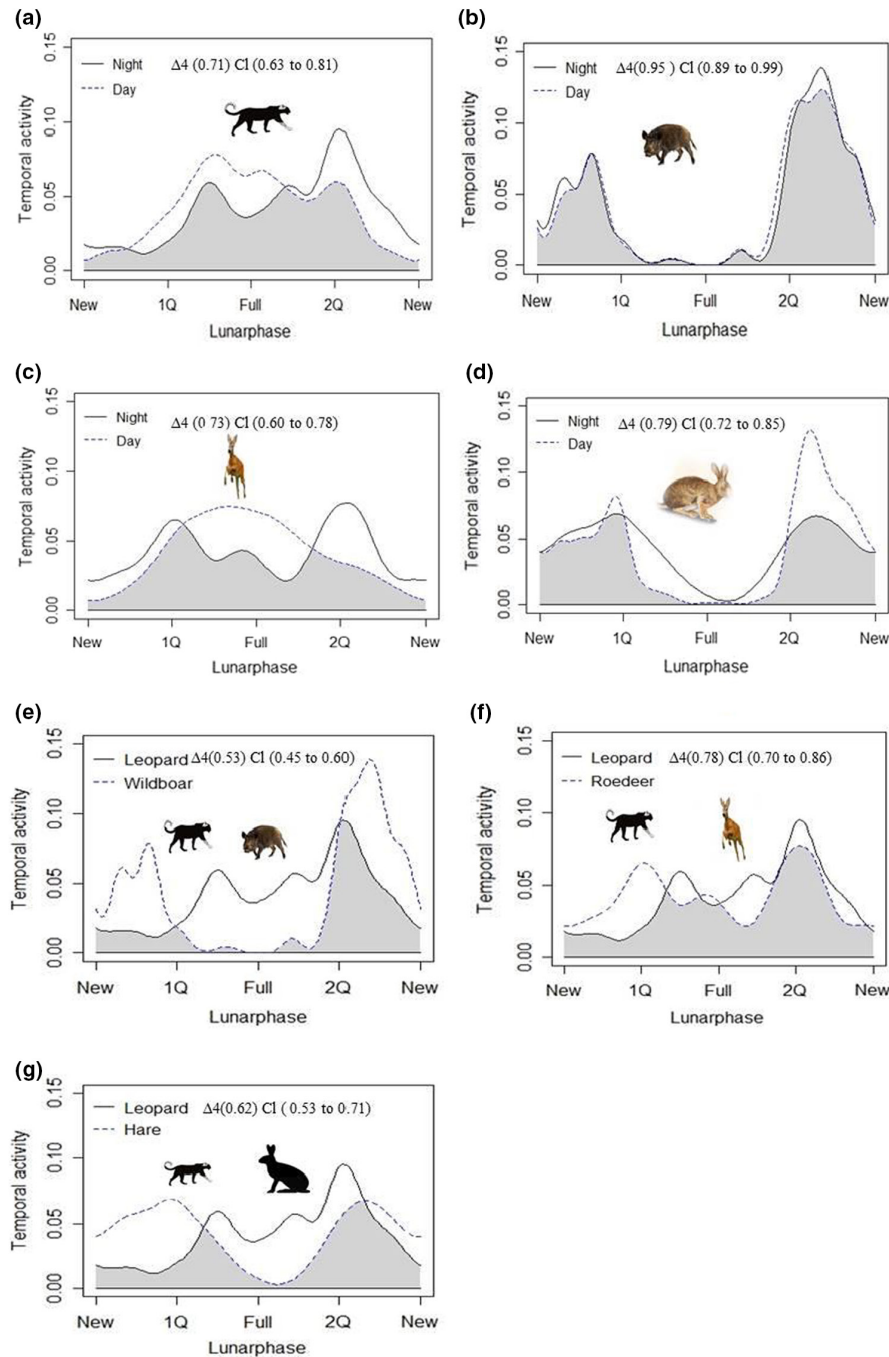 (a)
0.15
0.10
0.05
0.00
Temporal activity
Night
Day
Δ4 (0.71) Cl (0.63 to 0.81)
New 1Q Full 2Q New
Lunarphase
(b)
0.15
0.10
0.05
0.00
Temporal activity
Night
Day
Δ4(0.95 ) Cl (0.89 to 0.99)
New 1Q Full 2Q New
Lunarphase
(c)
0.15
0.10
0.05
0.00
Temporal activity
Night
Day
Δ4 (0 73) Cl (0.60 to 0.78)
New 1Q Full 2Q New
Lunarphase
(d)
0.15
0.10
0.05
0.00
Temporal activity
Night
Day
Δ4 (0.79) Cl (0.72 to 0.85)
New 1Q Full 2Q New
Lunarphase
(e)
0.15
0.10
0.05
0.00
Temporal activity
Leopard
Wildboar
Δ4(0.53) Cl (0.45 to 0.60)
New 1Q Full 2Q New
Lunarphase
(f)
0.15
0.10
0.05
0.00
Temporal activity
Leopard
Roedeer
Δ4(0.78) Cl (0.70 to 0.86)
New 1Q Full 2Q New
Lunarphase
(g)
0.15
0.10
0.05
0.00
Temporal activity
Leopard
Hare
Δ4(0.62) Cl ( 0.53 to 0.71)
New 1Q Full 2Q New
Lunarphase